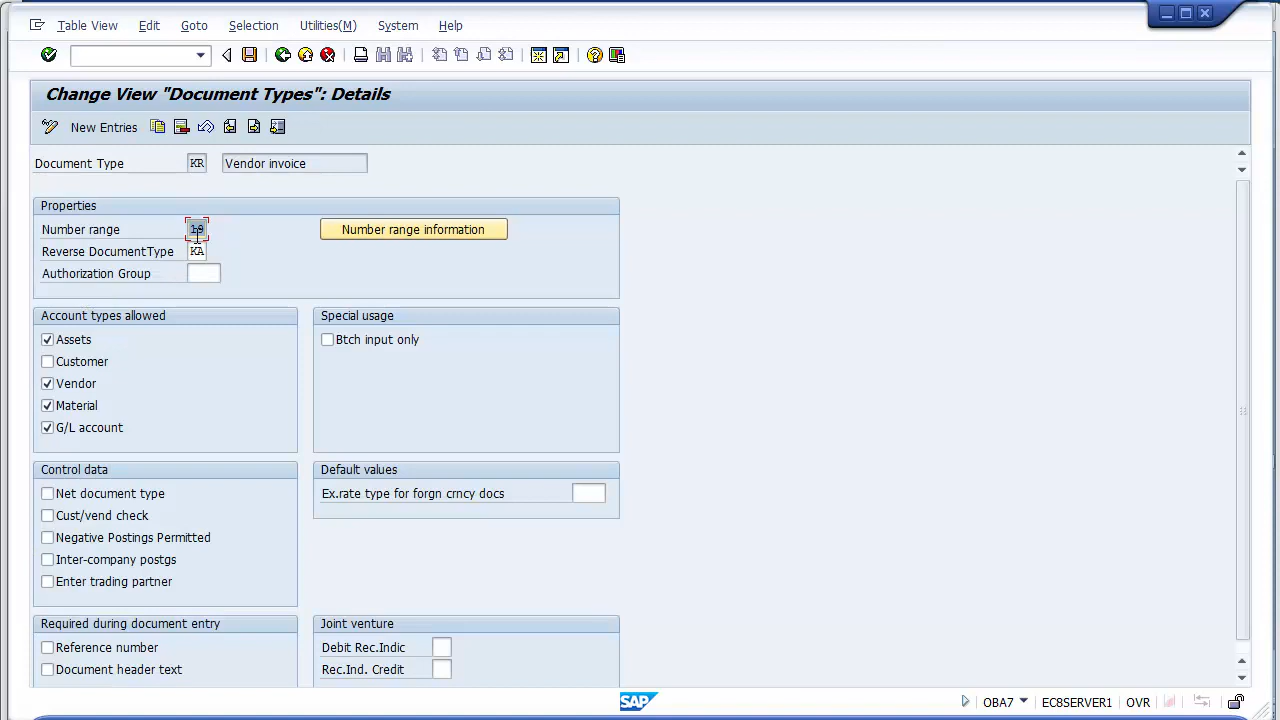 Table View Edit Goto Selection Utilities(M) System Help
Change View "Document Types": Details
New Entries
Document Type KR Vendor invoice
Properties
Number range 19 Number range information
Reverse DocumentType KA
Authorization Group
Account types allowed Special usage
Assets Btch input only
Customer
Vendor
Material
G/L account
Control data Default values
Net document type Ex.rate type for forgn crncy docs
Cust/vend check
Negative Postings Permitted
Inter-company postgs
Enter trading partner
Required during document entry Joint venture
Reference number Debit Rec.Indic
Document header text Rec.Ind. Credit
SAP OBA7 EC8SERVER1 OVR